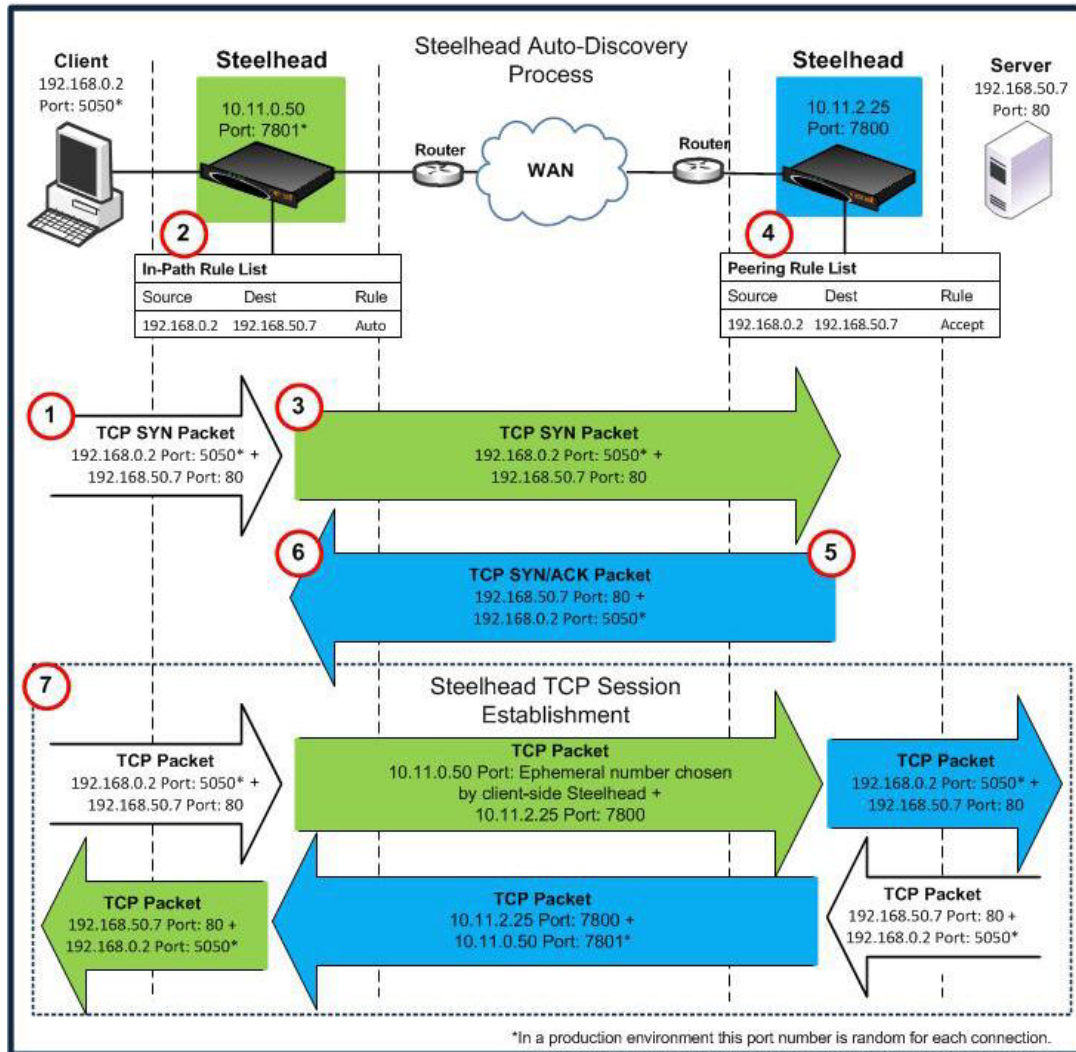 Steelhead Auto-Discovery
Process
Client
192.168.0.2
Port: 5050*
Steelhead
10.11.0.50
Port: 7801*
Router
WAN
Router
Steelhead
10.11.2.25
Port: 7800
Server
192.168.50.7
Port: 80
2
In-Path Rule List
Source Dest Rule
192.168.0.2 192.168.50.7 Auto
4
Peering Rule List
Source Dest Rule
192.168.0.2 192.168.50.7 Accept
1
TCP SYN Packet
192.168.0.2 Port: 5050* +
192.168.50.7 Port: 80
3
TCP SYN Packet
192.168.0.2 Port: 5050* +
192.168.50.7 Port: 80
6
TCP SYN/ACK Packet
192.168.50.7 Port: 80 +
192.168.0.2 Port: 5050*
5
7
Steelhead TCP Session
Establishment
TCP Packet
192.168.0.2 Port: 5050* +
192.168.50.7 Port: 80
TCP Packet
10.11.0.50 Port: Ephemeral number chosen
by client-side Steelhead +
10.11.2.25 Port: 7800
TCP Packet
192.168.0.2 Port: 5050* +
192.168.50.7 Port: 80
TCP Packet
192.168.50.7 Port: 80 +
192.168.0.2 Port: 5050*
TCP Packet
10.11.2.25 Port: 7800 +
10.11.0.50 Port: 7801*
TCP Packet
192.168.50.7 Port: 80 +
192.168.0.2 Port: 5050*
*In a production environment this port number is random for each connection.